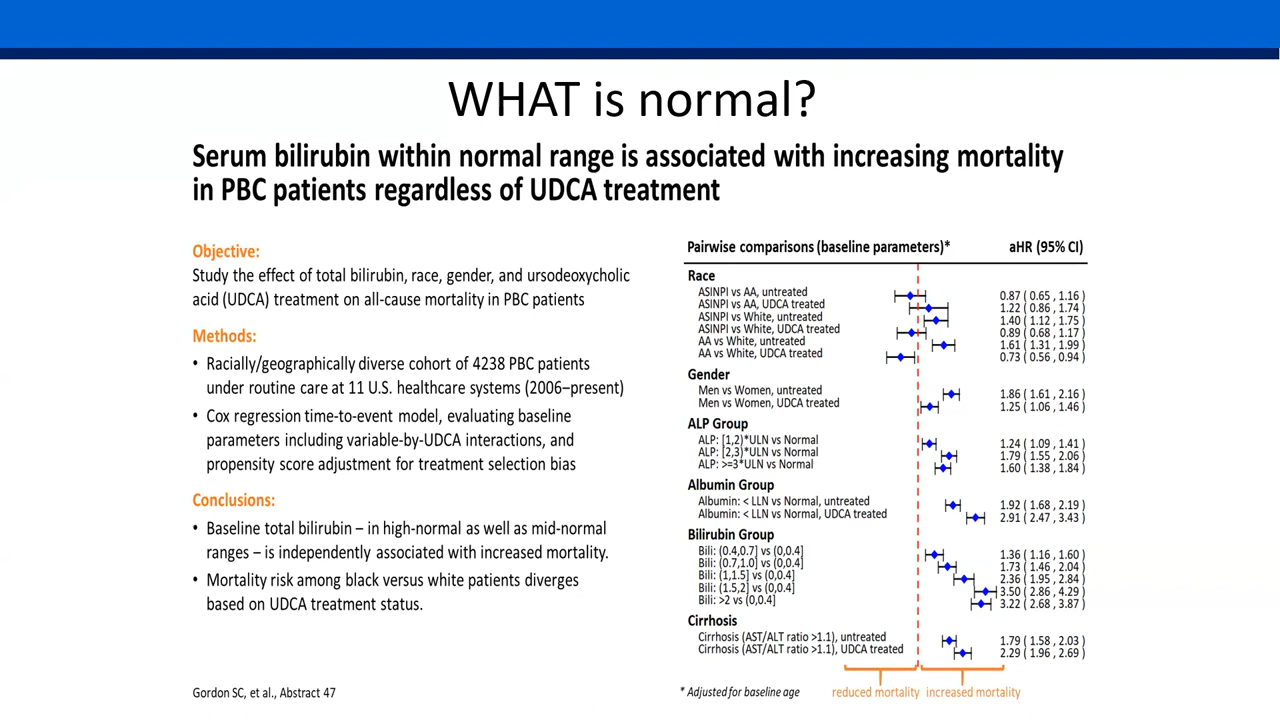 WHAT is normal?
Serum bilirubin within normal range is associated with increasing mortality
in PBC patients regardless of UDCA treatment
Objective:
Study the effect of total bilirubin, race, gender, and ursodeoxycholic
acid (UDCA) treatment on all-cause mortality in PBC patients
Methods:
• Racially/geographically diverse cohort of 4238 PBC patients
under routine care at 11 U.S. healthcare systems (2006–present)
• Cox regression time-to-event model, evaluating baseline
parameters including variable-by-UDCA interactions, and
propensity score adjustment for treatment selection bias
Conclusions:
• Baseline total bilirubin – in high-normal as well as mid-normal
ranges – is independently associated with increased mortality.
• Mortality risk among black versus white patients diverges
based on UDCA treatment status.
Gordon SC, et al., Abstract 47
Pairwise comparisons (baseline parameters)* aHR (95% CI)
Race
ASINPI vs AA, untreated 0.87 ( 0.65 , 1.16 )
ASINPI vs AA, UDCA treated 1.22 ( 0.86 , 1.74 )
ASINPI vs White, untreated 1.40 ( 1.12 , 1.75 )
ASINPI vs White, UDCA treated 0.89 ( 0.68 , 1.17 )
AA vs White, untreated 1.61 ( 1.31 , 1.99 )
AA vs White, UDCA treated 0.73 ( 0.56 , 0.94 )
Gender
Men vs Women, untreated 1.86 ( 1.61 , 2.16 )
Men vs Women, UDCA treated 1.25 ( 1.06 , 1.46 )
ALP Group
ALP: [1,2)*ULN vs Normal 1.24 ( 1.09 , 1.41 )
ALP: [2,3)*ULN vs Normal 1.79 ( 1.55 , 2.06 )
ALP: >=3*ULN vs Normal 1.60 ( 1.38 , 1.84 )
Albumin Group
Albumin: < LLN vs Normal, untreated 1.92 ( 1.68 , 2.19 )
Albumin: < LLN vs Normal, UDCA treated 2.91 ( 2.47 , 3.43 )
Bilirubin Group
Bili: (0.4,0.7] vs (0,0.4] 1.36 ( 1.16 , 1.60 )
Bili: (0.7,1.0] vs (0,0.4] 1.73 ( 1.46 , 2.04 )
Bili: (1,1.5] vs (0,0.4] 2.36 ( 1.95 , 2.84 )
Bili: (1.5,2] vs (0,0.4] 3.50 ( 2.86 , 4.29 )
Bili: >2 vs (0,0.4] 3.22 ( 2.68 , 3.87 )
Cirrhosis
Cirrhosis (AST/ALT ratio >1.1), untreated 1.79 ( 1.58 , 2.03 )
Cirrhosis (AST/ALT ratio >1.1), UDCA treated 2.29 ( 1.96 , 2.69 )
* Adjusted for baseline age reduced mortality increased mortality